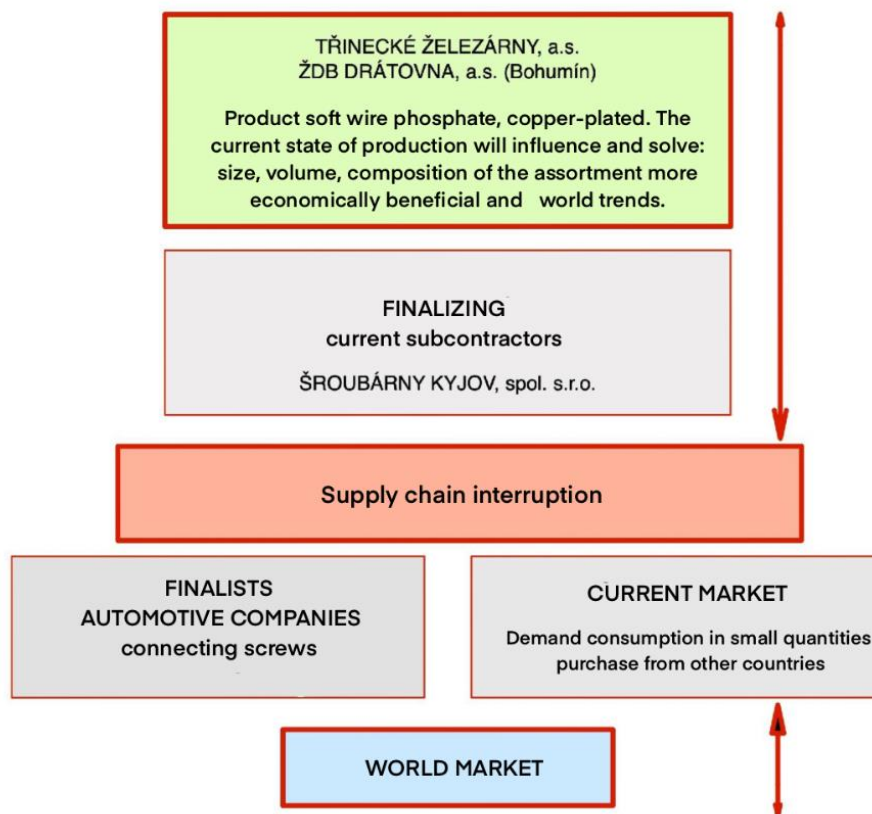 TŘINECKÉ ŽELEZÁRNY, a.s.
ŽDB DRÁTOVNA, a.s. (Bohumín)
Product soft wire phosphate, copper-plated. The
current state of production will influence and solve:
size, volume, composition of the assortment more
economically beneficial and world trends.
FINALIZING
current subcontractors
ŠROUBÁRNY KYJOV, spol. s.r.o.
Supply chain interruption
FINALISTS
AUTOMOTIVE COMPANIES
connecting screws
CURRENT MARKET
Demand consumption in small quantities
purchase from other countries
WORLD MARKET